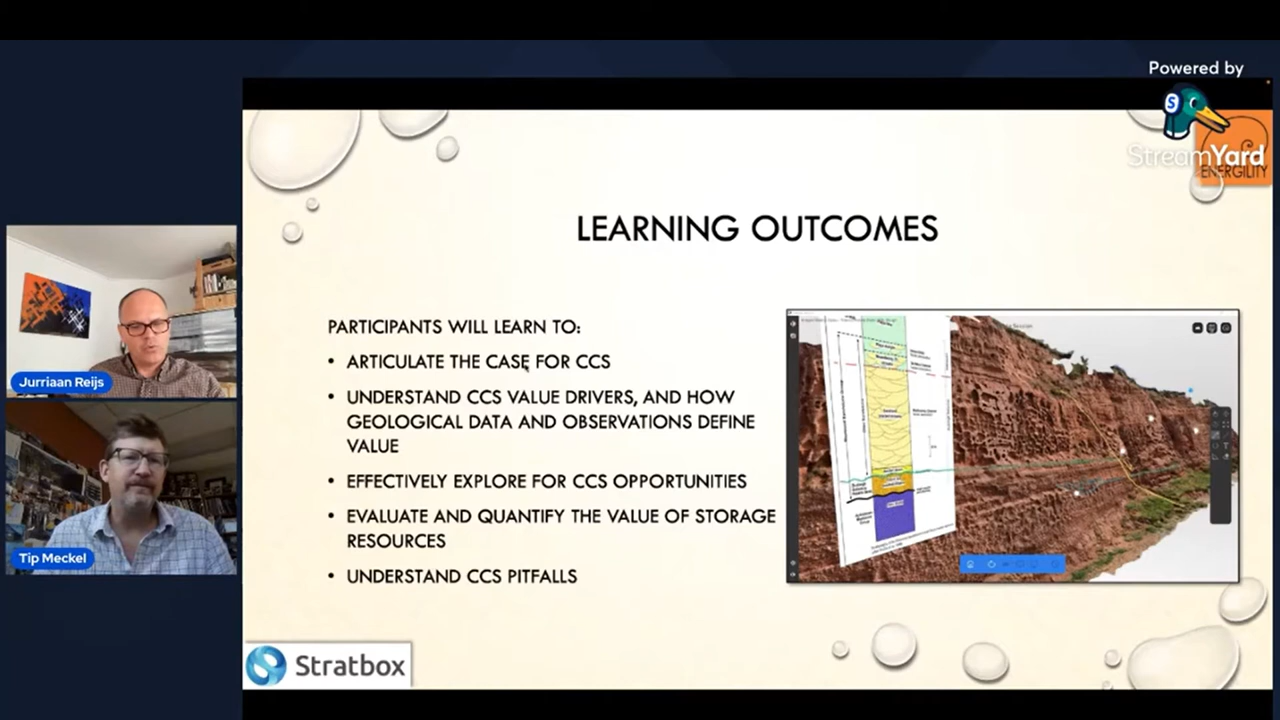 Powered by
StreamYard
ENERGILITY
LEARNING OUTCOMES
PARTICIPANTS WILL LEARN TO:
• ARTICULATE THE CASE FOR CCS
• UNDERSTAND CCS VALUE DRIVERS, AND HOW
GEOLOGICAL DATA AND OBSERVATIONS DEFINE
VALUE
• EFFECTIVELY EXPLORE FOR CCS OPPORTUNITIES
• EVALUATE AND QUANTIFY THE VALUE OF STORAGE
RESOURCES
• UNDERSTAND CCS PITFALLS
Jurriaan Reijs
Tip Meckel
Stratbox